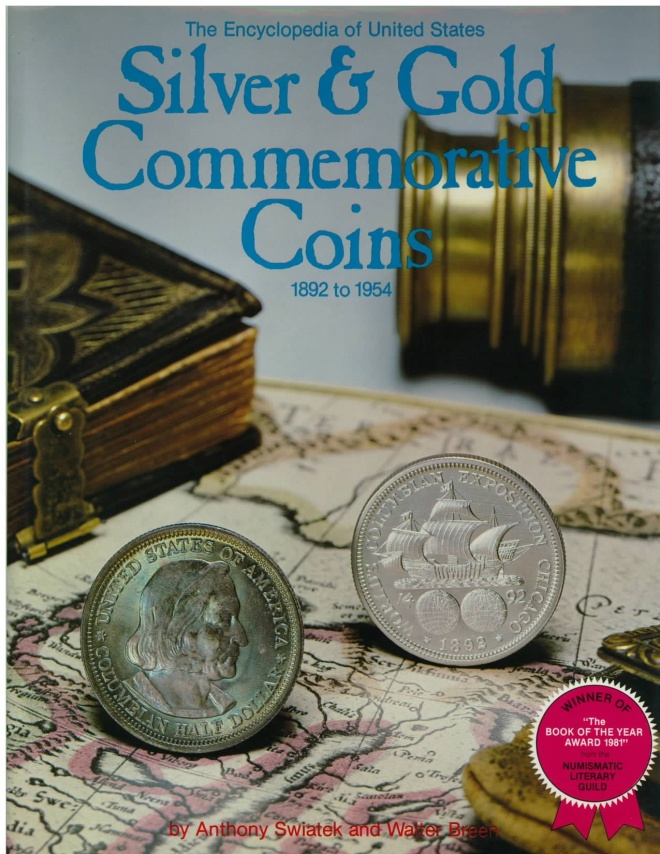 The Encyclopedia of United States
Silver & Gold
Commemorative
Coins
1892 to 1954
UNITED STATES OF AMERICA
COLUMBIAN HALF DOLLAR
WORLD'S COLUMBIAN EXPOSITION CHICAGO
14 92
1892
WINNER OF
"The
BOOK OF THE YEAR
AWARD 1981"
from the
NUMISMATIC
LITERARY
GUILD
by Anthony Swiatek and Walter Breen